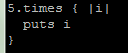 5.times { |i|
  puts i
}